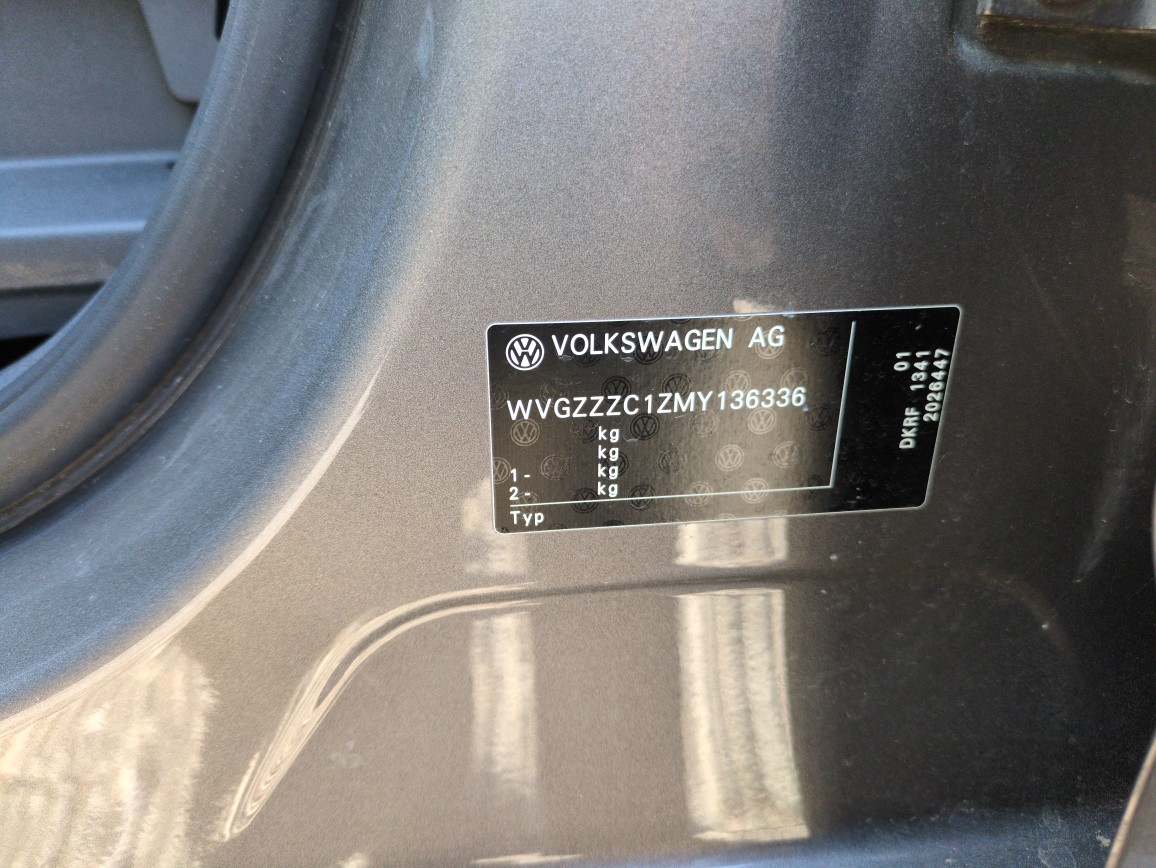 VOLKSWAGEN AG
WVGZZZC1ZMY136336
kg
kg
1- kg
2- kg
Typ
01
DKRF 1341
2026447